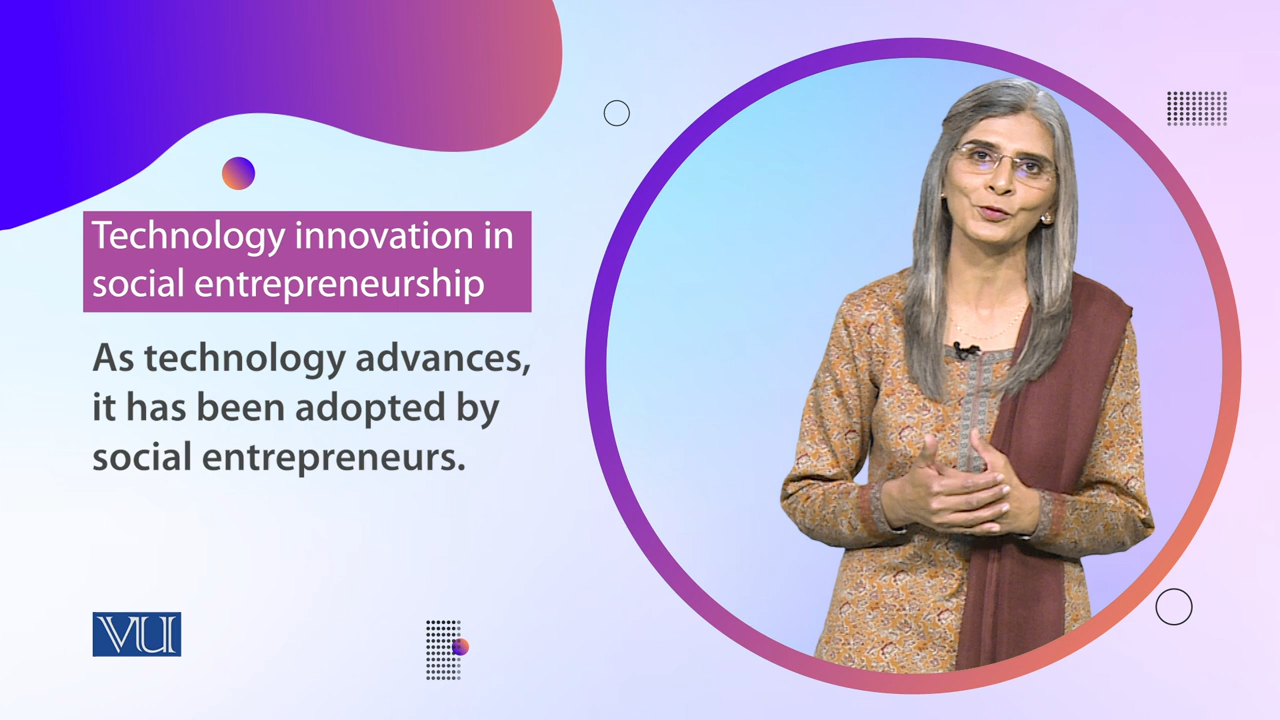 Technology innovation in
social entrepreneurship
As technology advances,
it has been adopted by
social entrepreneurs.
VU